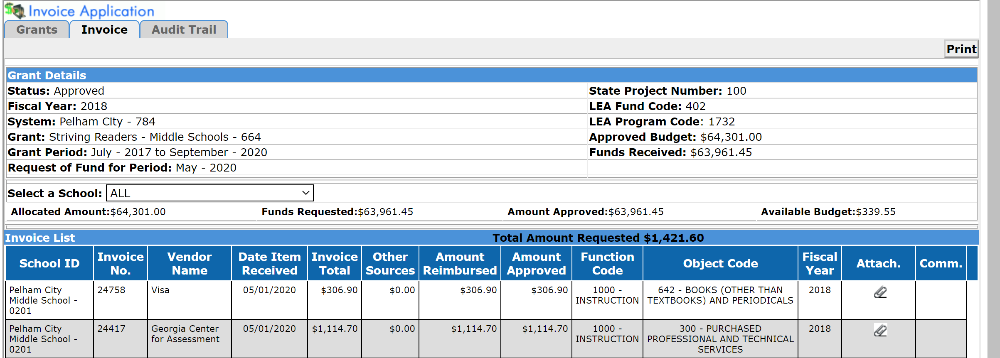 Invoice Application
Grants Invoice Audit Trail
Print
Grant Details
Status: Approved State Project Number: 100
Fiscal Year: 2018 LEA Fund Code: 402
System: Pelham City - 784 LEA Program Code: 1732
Grant: Striving Readers - Middle Schools - 664 Approved Budget: $64,301.00
Grant Period: July - 2017 to September - 2020 Funds Received: $63,961.45
Request of Fund for Period: May - 2020
Select a School: ALL
Allocated Amount:$64,301.00 Funds Requested:$63,961.45 Amount Approved:$63,961.45 Available Budget:$339.55
Invoice List Total Amount Requested $1,421.60
School ID Invoice No. Vendor Name Date Item Received Invoice Total Other Sources Amount Reimbursed Amount Approved Function Code Object Code Fiscal Year Attach. Comm.
Pelham City 24758 Visa 05/01/2020 $306.90 $0.00 $306.90 $306.90 1000 - 642 - BOOKS (OTHER THAN 2018
Middle School - INSTRUCTION TEXTBOOKS) AND PERIODICALS
0201
Pelham City 24417 Georgia Center 05/01/2020 $1,114.70 $0.00 $1,114.70 $1,114.70 1000 - 300 - PURCHASED 2018
Middle School - for Assessment INSTRUCTION PROFESSIONAL AND TECHNICAL
0201 SERVICES